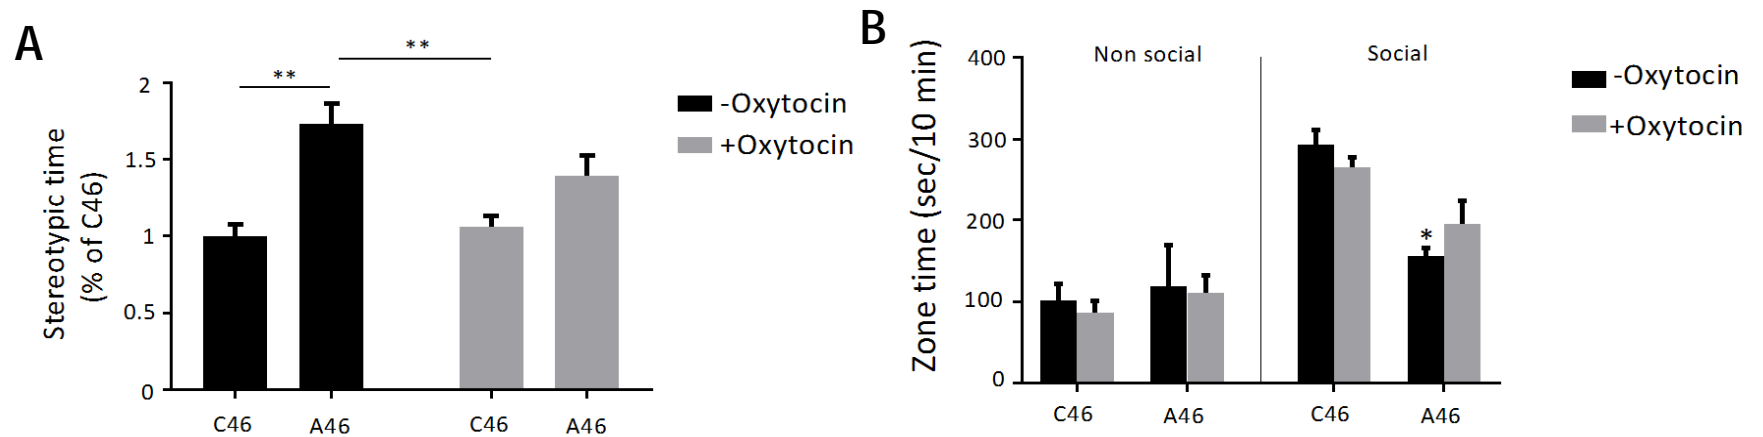 A
**
**
2
1.5
1
0.5
0
Stereotypic time
(% of C46)
C46
A46
C46
A46
-Oxytocin
+Oxytocin
B
Non social
Social
400
300
200
100
0
Zone time (sec/10 min)
*
C46
A46
C46
A46
-Oxytocin
+Oxytocin